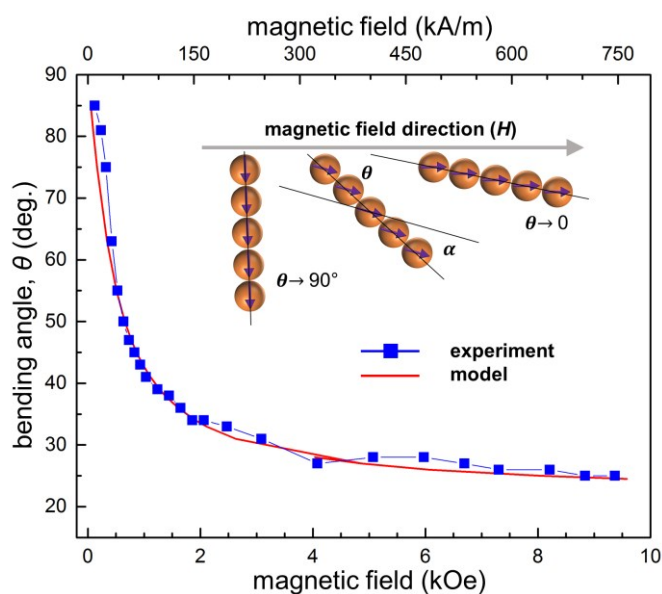 magnetic field (kA/m)
0 150 300 450 600 750
90
80
70
60
50
40
30
20
bending angle, θ (deg.)
magnetic field direction (H)
θ
α
θ→ 0
θ→ 90°
experiment
model
0 2 4 6 8 10
magnetic field (kOe)